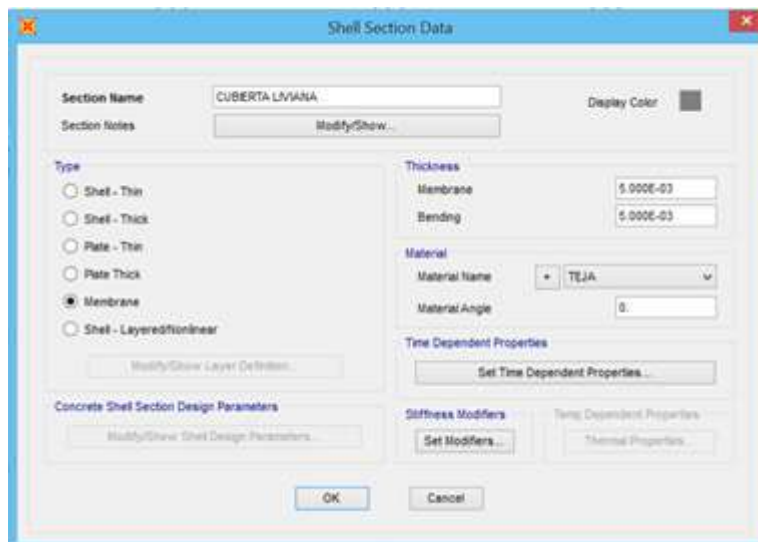 Shell Section Data
Section Name CUBIERTA LIVIANA Display Color
Section Notes Modify/Show...
Type
Shell - Thin
Shell - Thick
Plate - Thin
Plate Thick
Membrane
Shell - Layered/Nonlinear
Modify/Show Layer Definition...
Concrete Shell Section Design Parameters
Modify/Show Shell Design Parameters...
Thickness
Membrane 5.000E-03
Bending 5.000E-03
Material
Material Name + TEJA
Material Angle 0.
Time Dependent Properties
Set Time Dependent Properties...
Stiffness Modifiers
Set Modifiers...
Temp Dependent Properties
Thermal Properties...
OK
Cancel